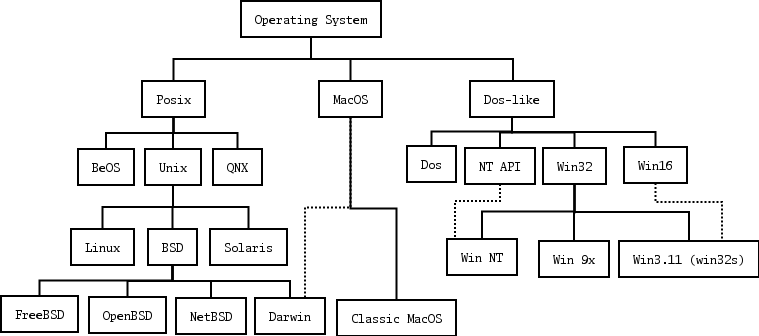 Operating System
Posix
MacOS
Dos-like
BeOS
Unix
QNX
Dos
NT API
Win32
Win16
Linux
BSD
Solaris
Win NT
Win 9x
Win3.11 (win32s)
FreeBSD
OpenBSD
NetBSD
Darwin
Classic MacOS